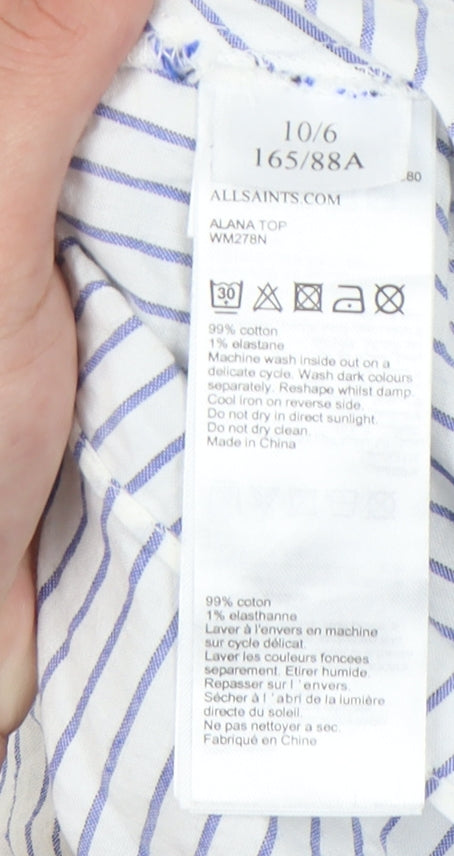 10/6
165/88A
80
ALLSAINTS.COM
ALANA TOP
WM278N
30
99% cotton
1% elastane
Machine wash inside out on a
delicate cycle. Wash dark colours
separately. Reshape whilst damp.
Cool iron on reverse side.
Do not dry in direct sunlight.
Do not dry clean.
Made in China
99% coton
1% elasthanne
Laver à l'envers en machine
sur cycle délicat.
Laver les couleurs foncees
separement. Etirer humide.
Repasser sur l 'envers.
Sécher à l 'abri de la lumière
directe du soleil.
Ne pas nettoyer a sec.
Fabriqué en Chine